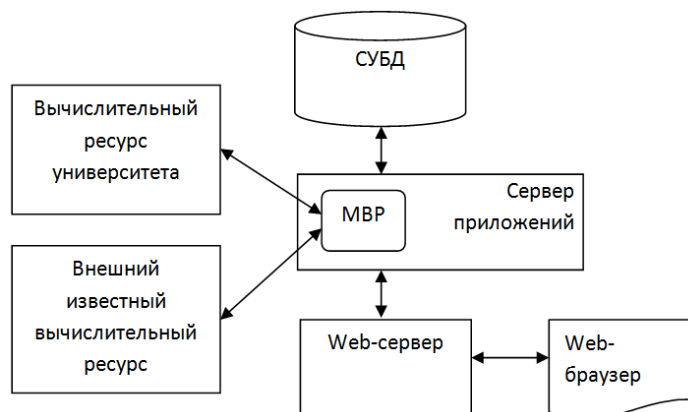 СУБД
Вычислительный
ресурс
университета
Сервер
приложений
МВР
Внешний
известный
вычислительный
ресурс
Web-сервер
Web-
браузер